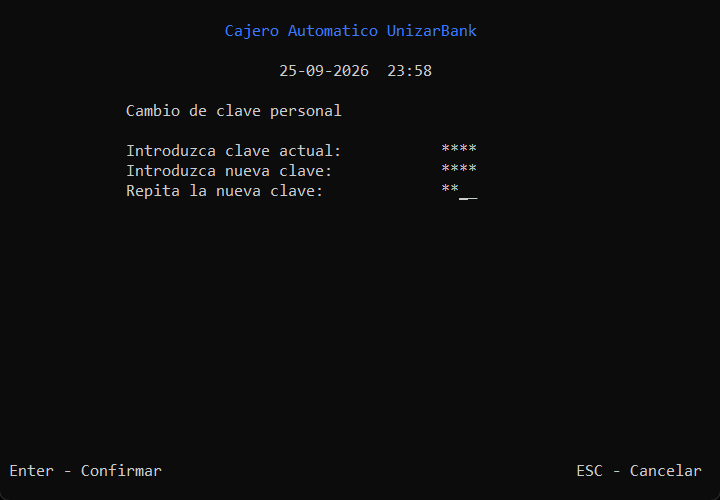 Cajero Automatico UnizarBank
25-09-2026 23:58
Cambio de clave personal
Introduzca clave actual: ****
Introduzca nueva clave: ****
Repita la nueva clave: **__
Enter - Confirmar ESC - Cancelar